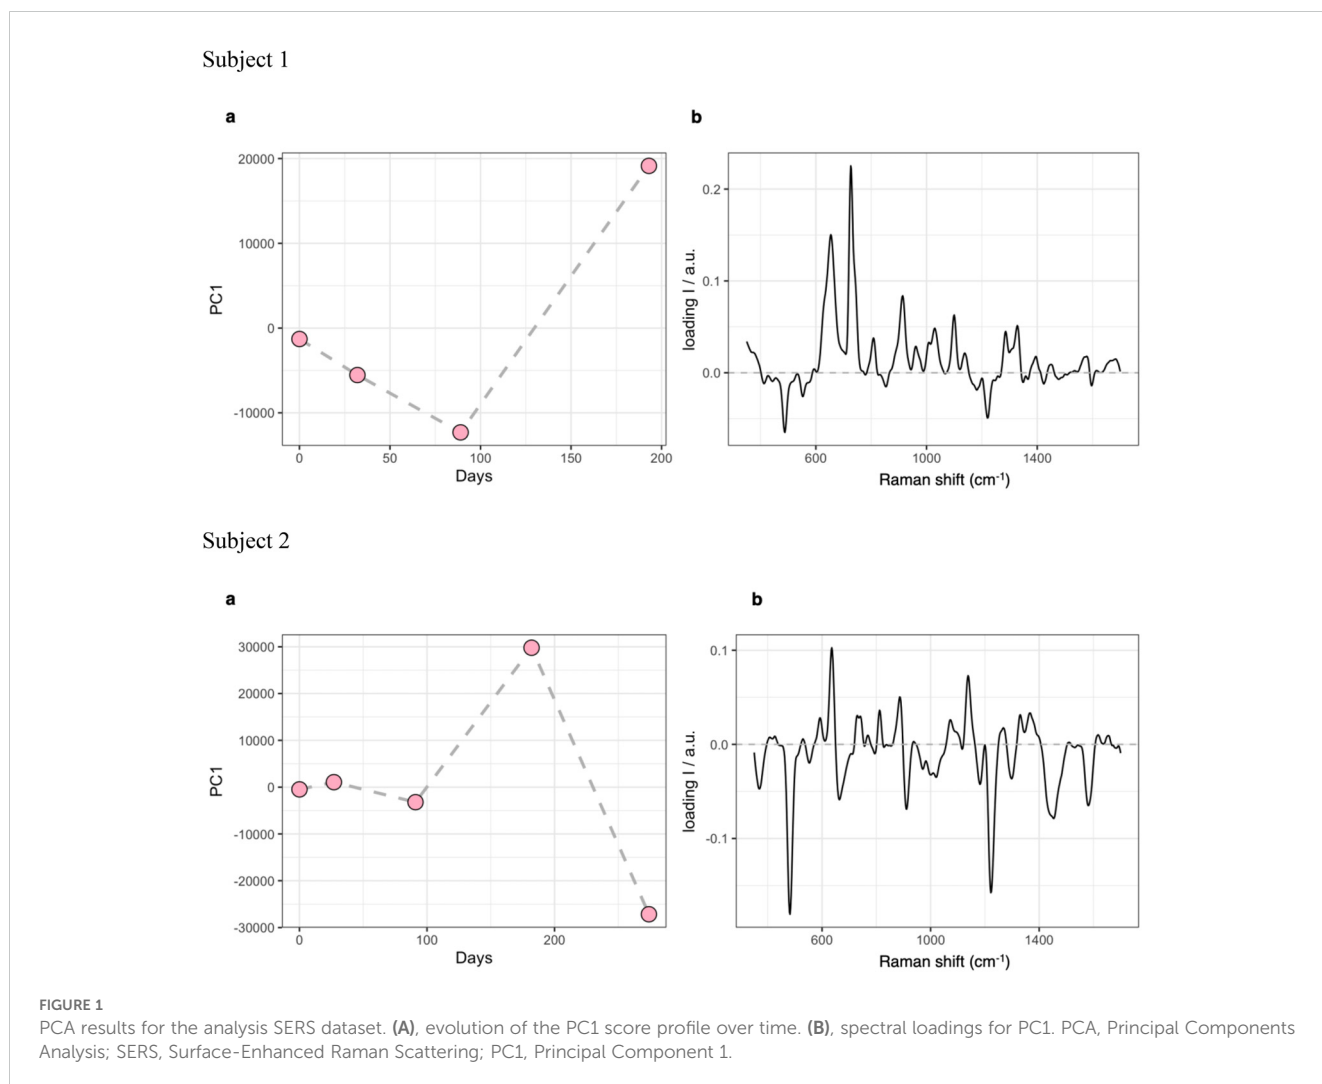 Subject 1
a
b
20000
10000
0
-10000
PC1
0
50
100
150
200
Days
0.2
0.1
0.0
loading I / a.u.
600
1000
1400
Raman shift (cm-1)
Subject 2
a
b
30000
20000
10000
0
-10000
-20000
-30000
PC1
0
100
200
Days
0.1
0.0
-0.1
loading I / a.u.
600
1000
1400
Raman shift (cm-1)
FIGURE 1
PCA results for the analysis SERS dataset. (A), evolution of the PC1 score profile over time. (B), spectral loadings for PC1. PCA, Principal Components
Analysis; SERS, Surface-Enhanced Raman Scattering; PC1, Principal Component 1.